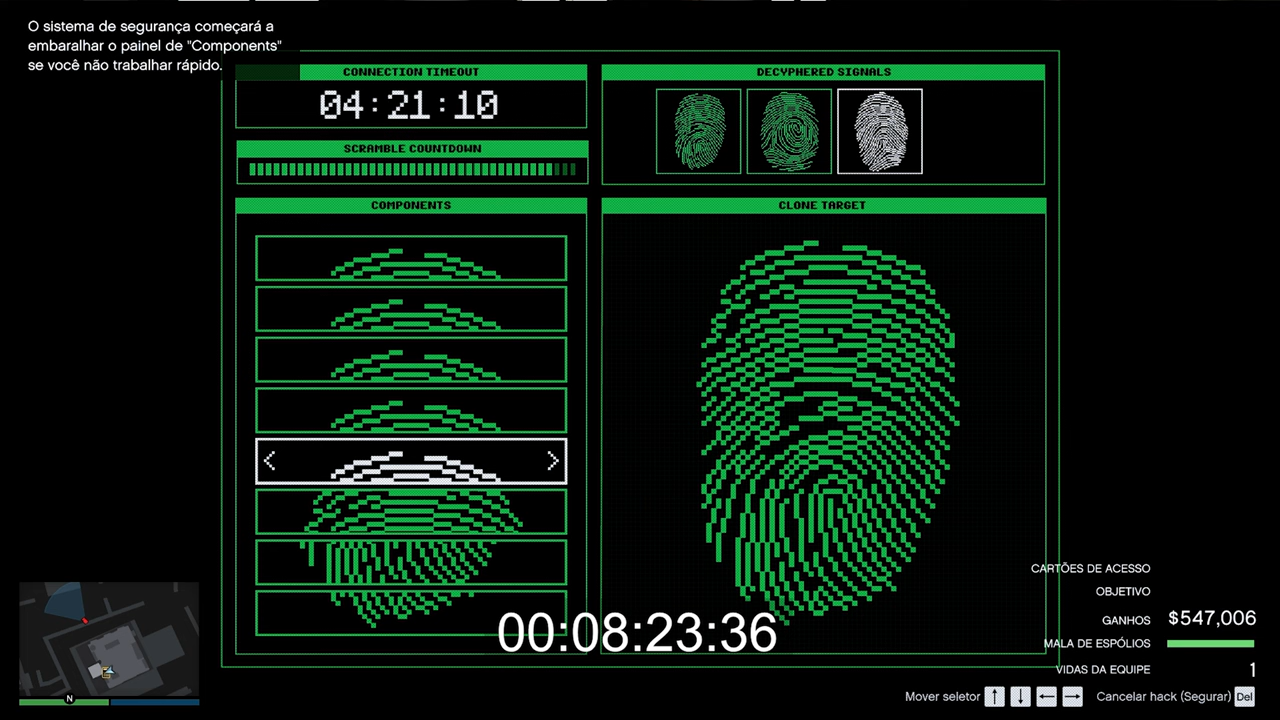 O sistema de segurança começará a
embaralhar o painel de "Components"
se você não trabalhar rápido.
CONNECTION TIMEOUT
04:21:10
SCRAMBLE COUNTDOWN
DECYPHERED SIGNALS
COMPONENTS
CLONE TARGET
CARTÕES DE ACESSO
OBJETIVO
GANHOS $547,006
MALA DE ESPÓLIOS
VIDAS DA EQUIPE 1
00:08:23:36
N
Mover seletor ↑ ↓ ← → Cancelar hack (Segurar) Del